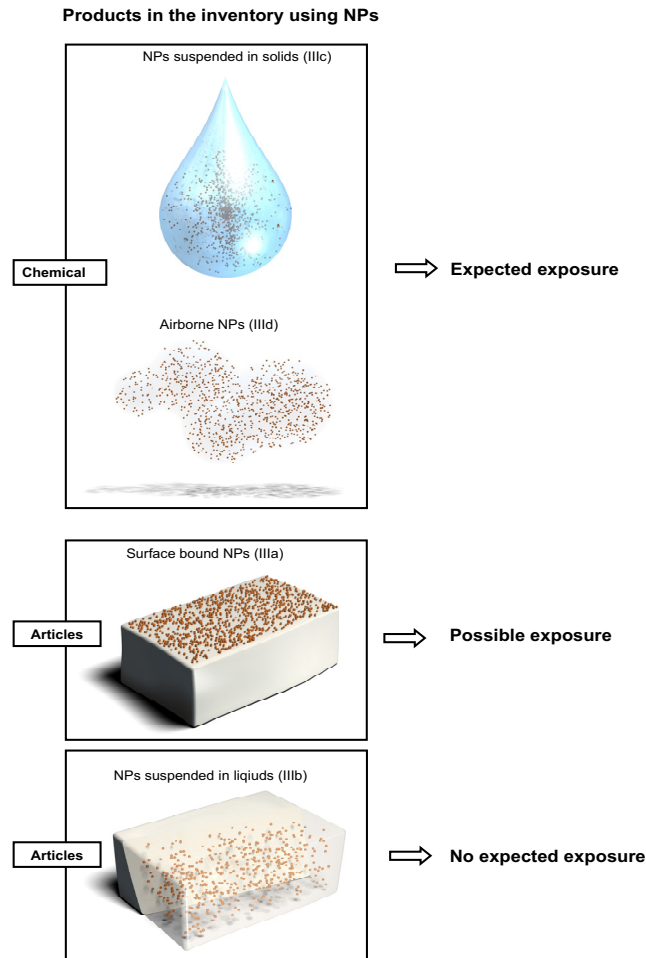 Products in the inventory using NPs
NPs suspended in solids (IIIc)
Chemical
Expected exposure
Airborne NPs (IIId)
Surface bound NPs (IIIa)
Articles
Possible exposure
NPs suspended in liqiuds (IIIb)
Articles
No expected exposure